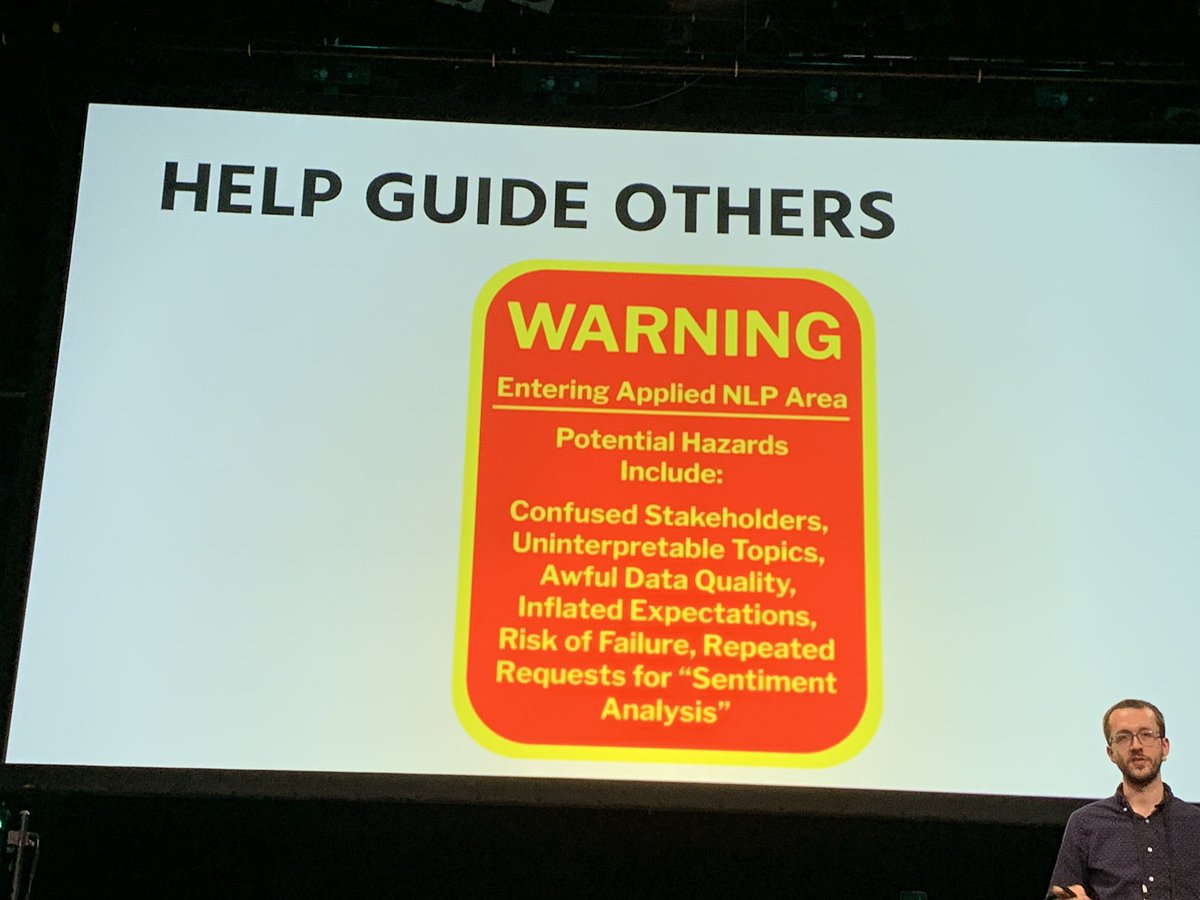 HELP GUIDE OTHERS
WARNING
Entering Applied NLP Area
Potential Hazards
Include:
Confused Stakeholders,
Uninterpretable Topics,
Awful Data Quality,
Inflated Expectations,
Risk of Failure, Repeated
Requests for “Sentiment
Analysis”